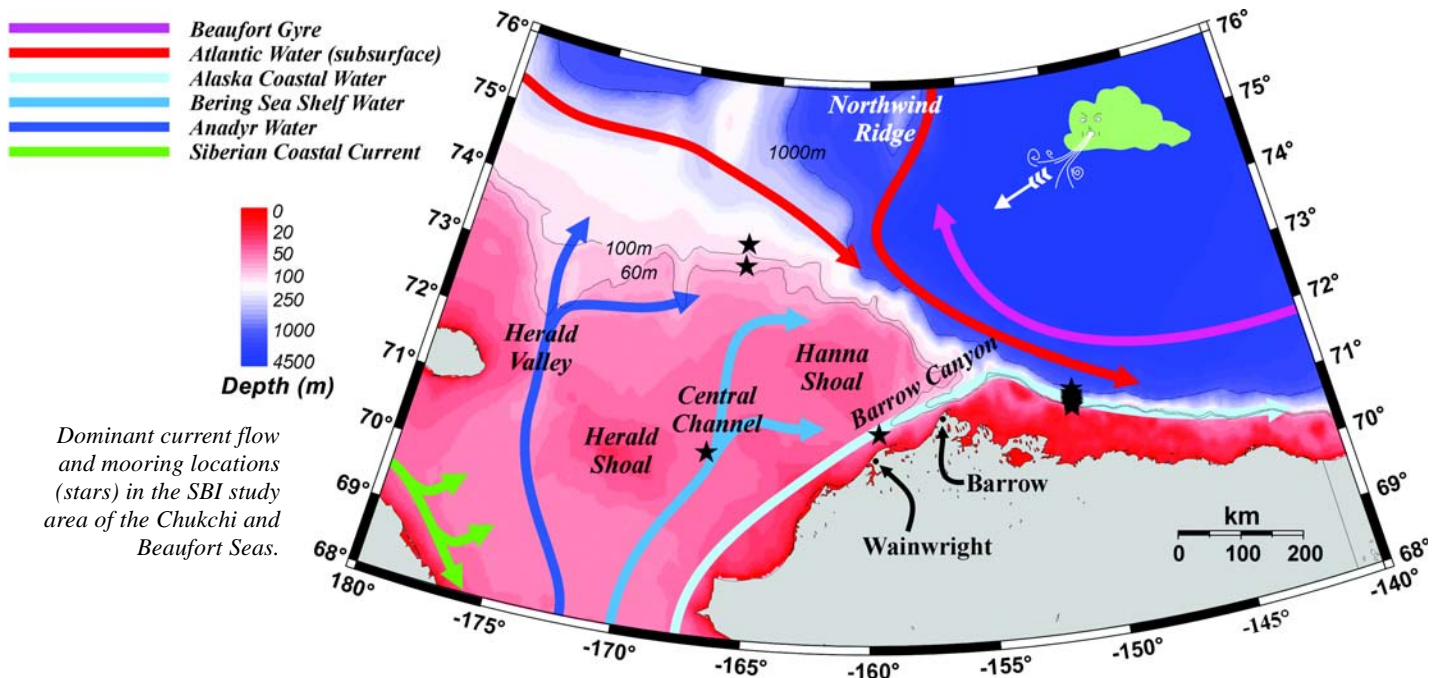 Beaufort Gyre
Atlantic Water (subsurface)
Alaska Coastal Water
Bering Sea Shelf Water
Anadyr Water
Siberian Coastal Current
0
20
50
100
250
1000
4500
Depth (m)
Dominant current flow
and mooring locations
(stars) in the SBI study
area of the Chukchi and
Beaufort Seas.
76°
75°
74°
73°
72°
71°
70°
69°
68°
180°
-175°
-170°
-165°
-160°
-155°
-150°
-145°
-140°
76°
75°
74°
73°
72°
71°
70°
69°
68°
Northwind
Ridge
1000m
100m
60m
Herald
Valley
Hanna
Shoal
Central
Channel
Herald
Shoal
Barrow Canyon
Barrow
Wainwright
km
0 100 200